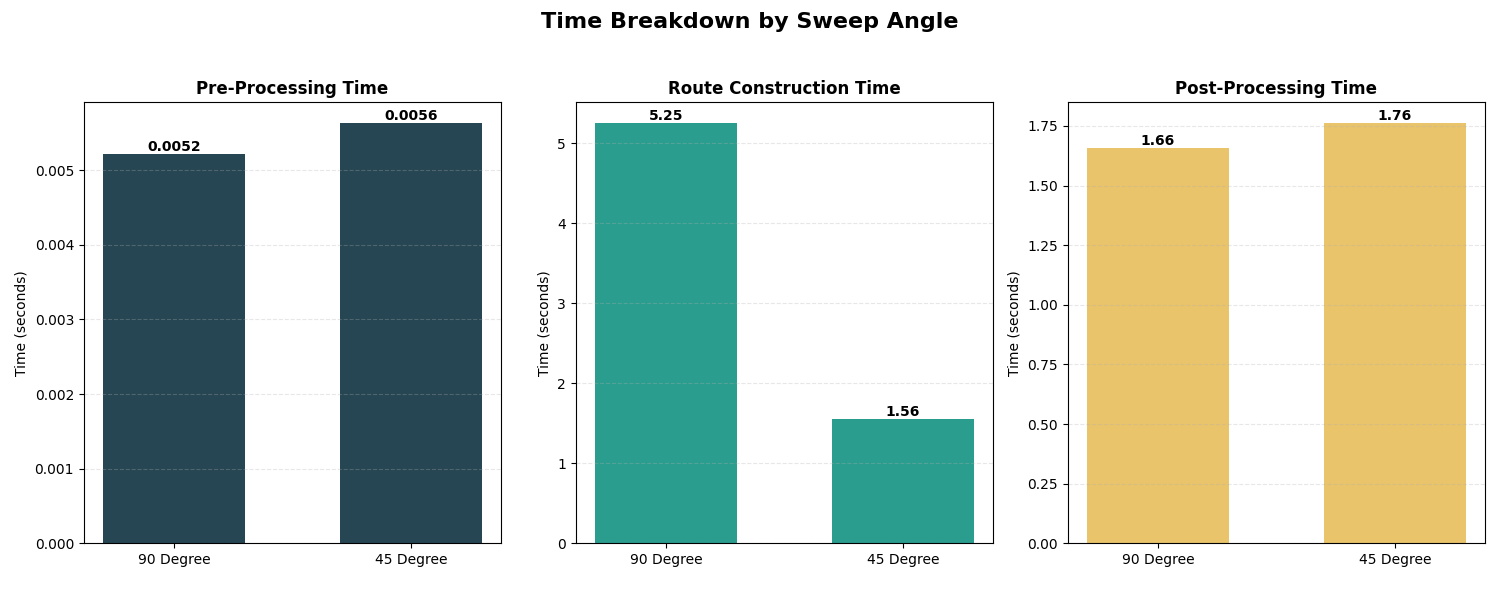 Time Breakdown by Sweep Angle
Pre-Processing Time
Time (seconds)
0.005
0.004
0.003
0.002
0.001
0.000
0.0052
0.0056
90 Degree
45 Degree
Route Construction Time
Time (seconds)
5
4
3
2
1
0
5.25
1.56
90 Degree
45 Degree
Post-Processing Time
Time (seconds)
1.75
1.50
1.25
1.00
0.75
0.50
0.25
0.00
1.66
1.76
90 Degree
45 Degree